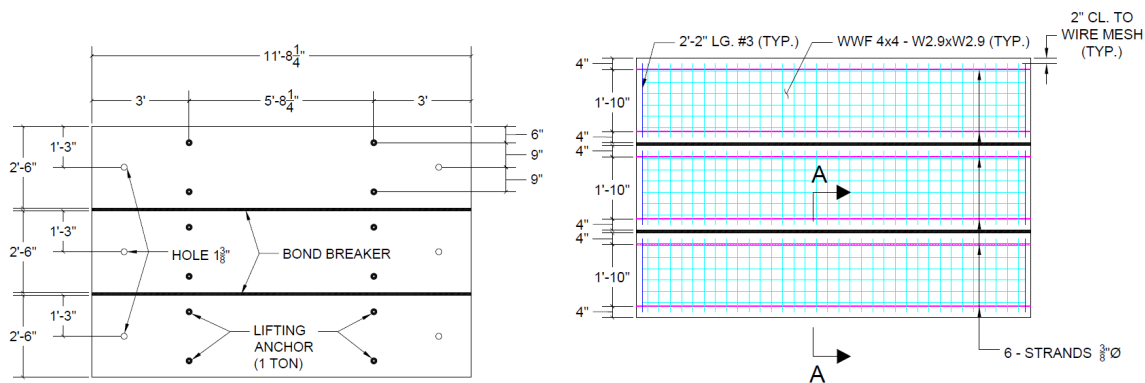 11'-8 1/4"
3'
5'-8 1/4"
3'
1'-3"
6"
9"
9"
2'-6"
1'-3"
2'-6"
HOLE 1 3/8"
BOND BREAKER
1'-3"
2'-6"
LIFTING
ANCHOR
(1 TON)
2'-2" LG. #3 (TYP.)
WWF 4x4 - W2.9xW2.9 (TYP.)
2" CL. TO
WIRE MESH
(TYP.)
4"
1'-10"
4"
4"
A
1'-10"
4"
4"
1'-10"
4"
6 - STRANDS 3/8"Ø
A